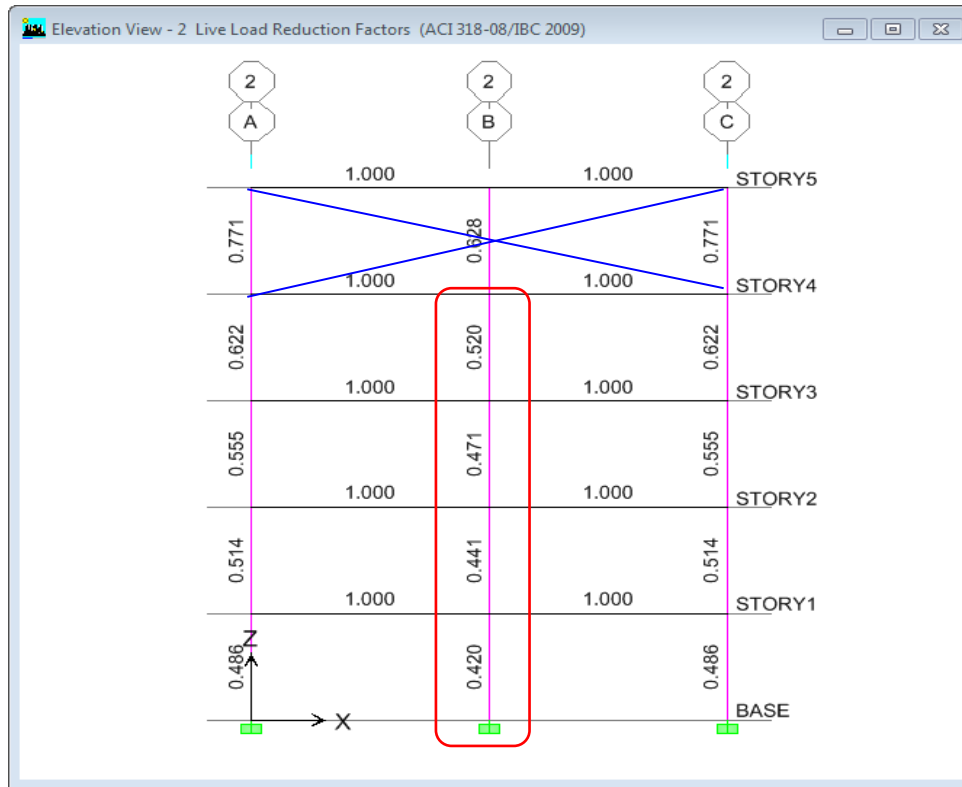 Elevation View - 2 Live Load Reduction Factors (ACI 318-08/IBC 2009)
2 2 2
A B C
1.000 1.000 STORY5
0.771 0.628 0.771
1.000 1.000 STORY4
0.622 0.520 0.622
1.000 1.000 STORY3
0.555 0.471 0.555
1.000 1.000 STORY2
0.514 0.441 0.514
1.000 1.000 STORY1
Z
0.486 0.420 0.486
X BASE